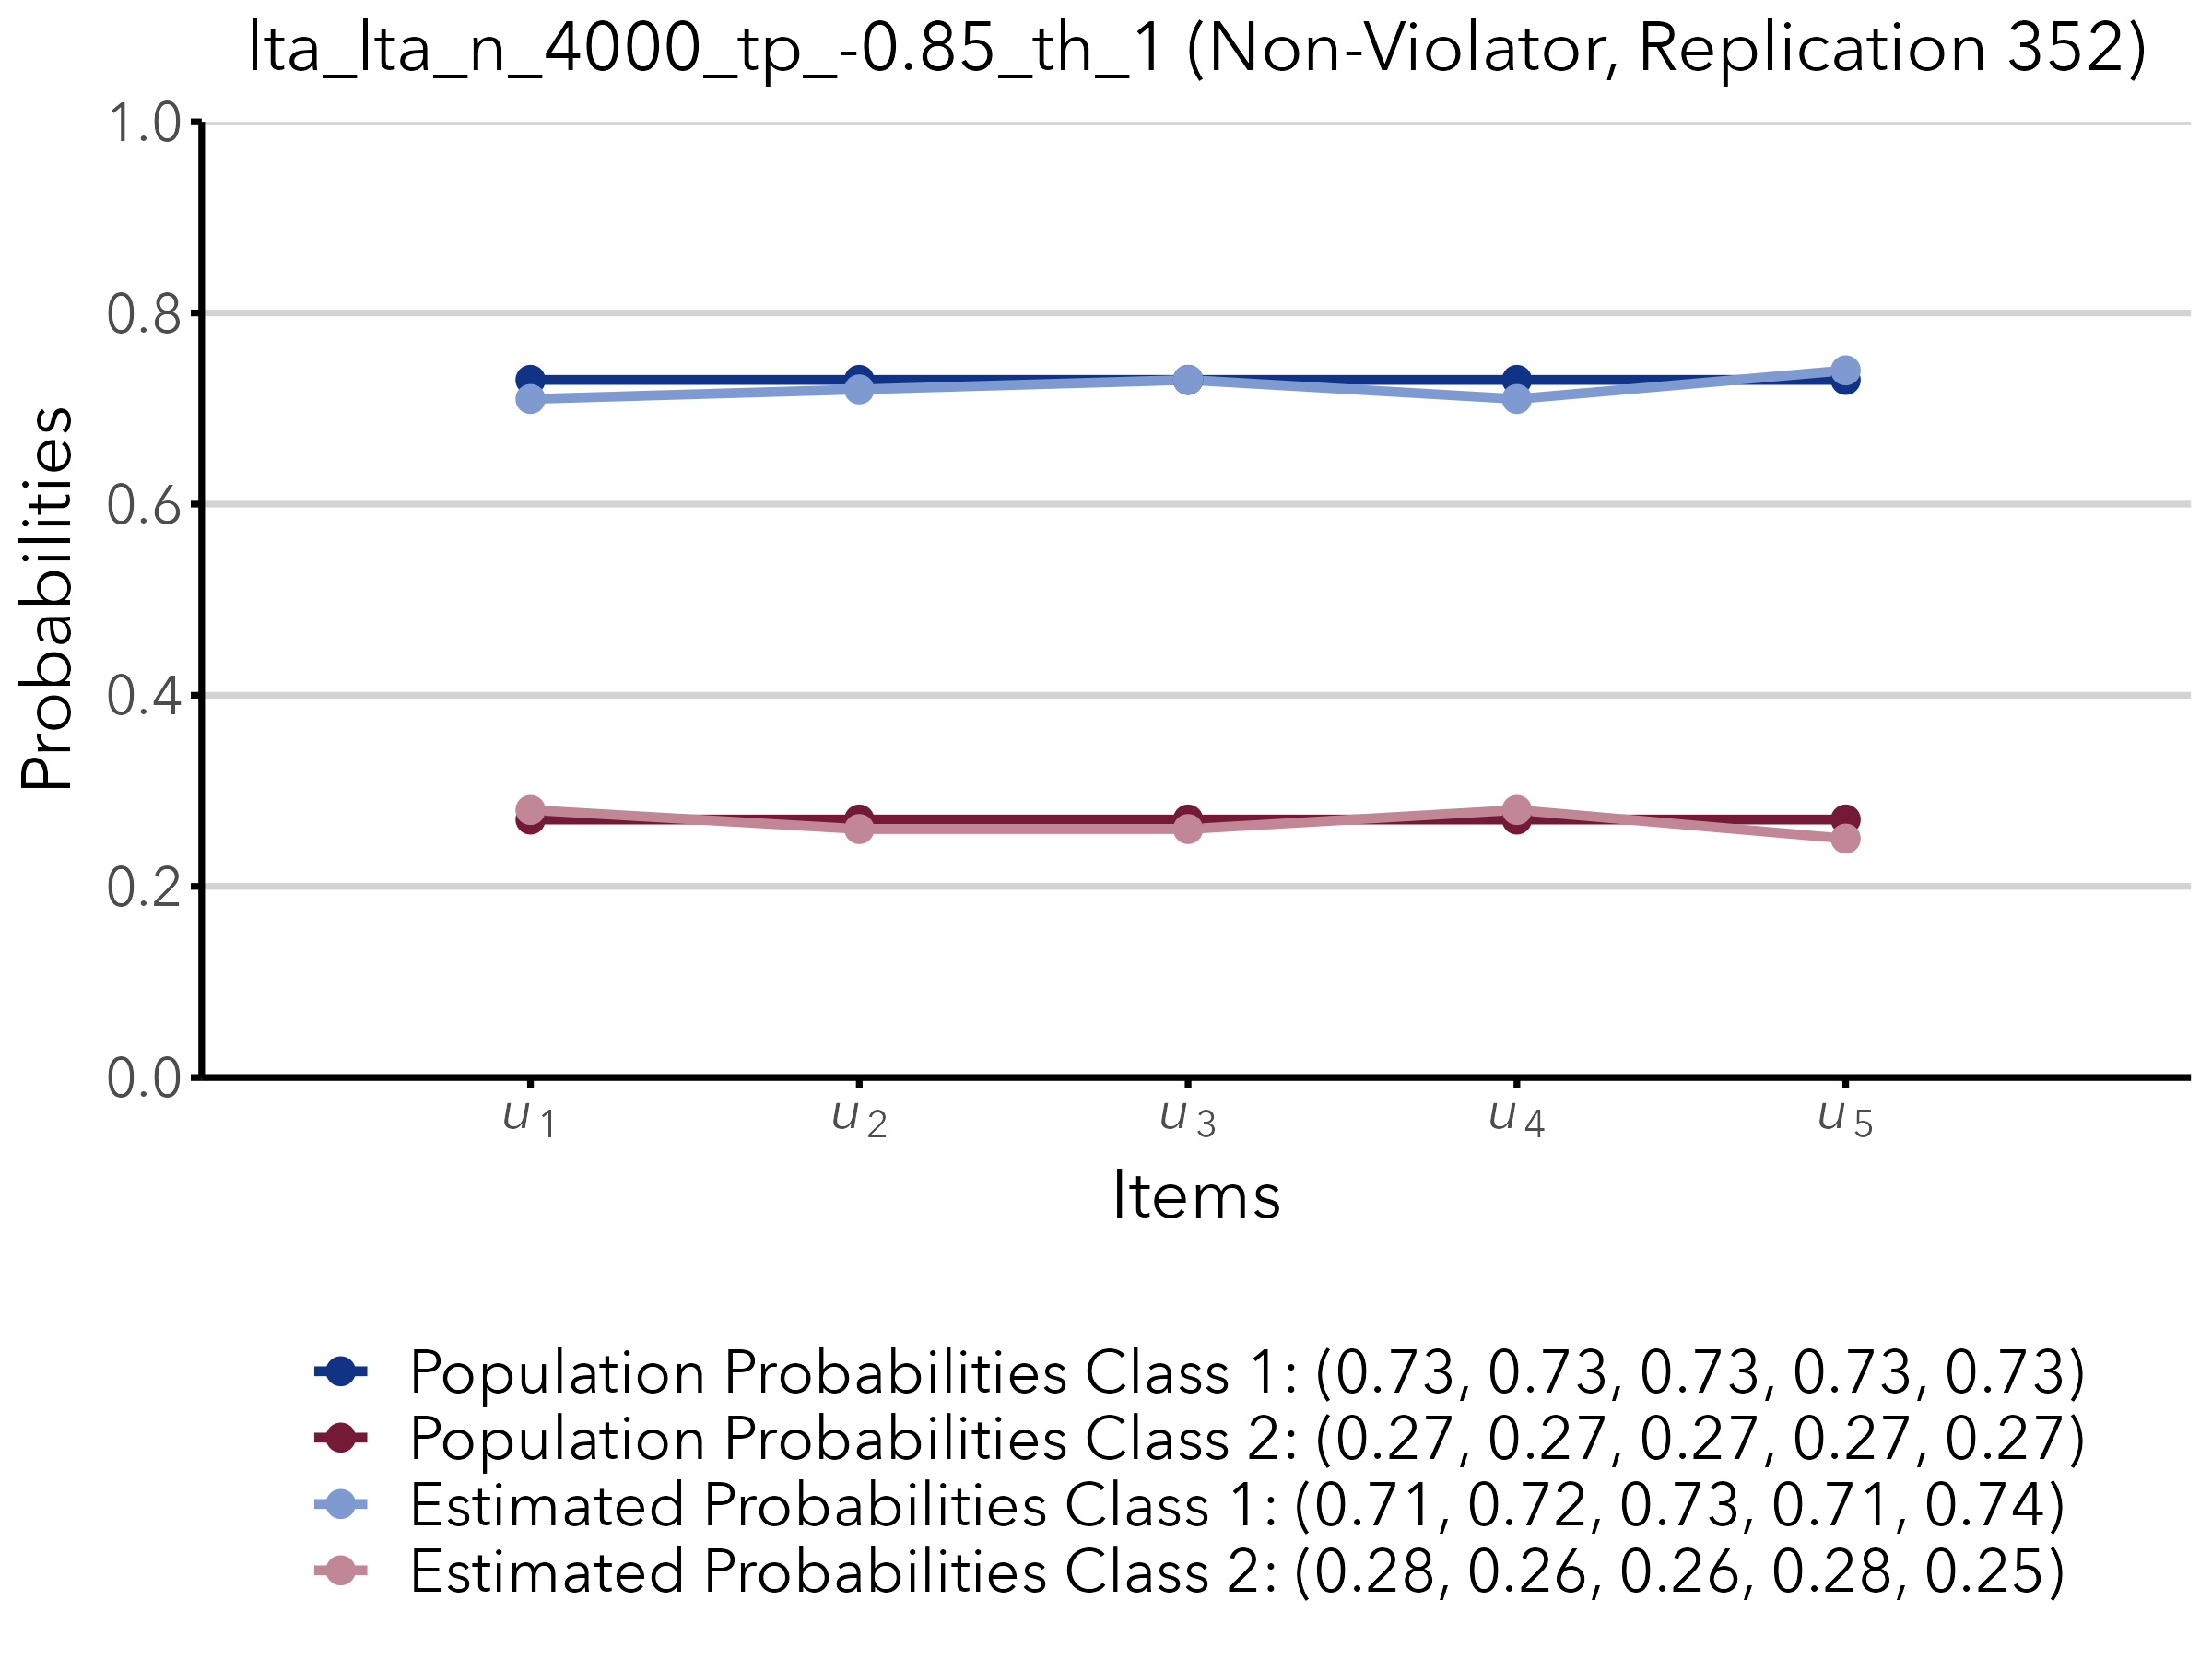 lta_lta_n_4000_tp_-0.85_th_1 (Non-Violator, Replication 352)
Probabilities
1.0
0.8
0.6
0.4
0.2
0.0
u1 u2 u3 u4 u5
Items
Population Probabilities Class 1: (0.73, 0.73, 0.73, 0.73, 0.73)
Population Probabilities Class 2: (0.27, 0.27, 0.27, 0.27, 0.27)
Estimated Probabilities Class 1: (0.71, 0.72, 0.73, 0.71, 0.74)
Estimated Probabilities Class 2: (0.28, 0.26, 0.26, 0.28, 0.25)